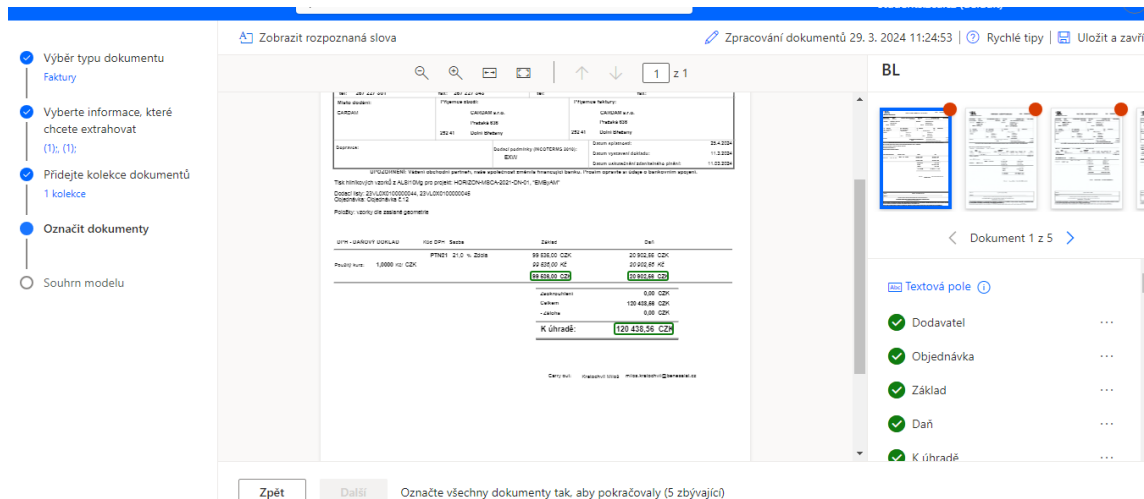 Zobrazit rozpoznaná slova
Zpracování dokumentů 29. 3. 2024 11:24:53
Rychlé tipy
Uložit a zavří
Výběr typu dokumentu
Faktury
Vyberte informace, které
chcete extrahovat
(1);, (1);
Přidejte kolekce dokumentů
1 kolekce
Označit dokumenty
Souhrn modelu
1 z 1
Místo dodání:
Příjemce zboží:
Příjemce faktury:
CARDAM
CARDAM s.r.o.
CARDAM s.r.o.
Pražská 636
Pražská 636
252 41 Dolní Břežany
252 41 Dolní Břežany
Dopravce:
Dodací podmínky (INCOTERMS 2010):
EXW
Datum splatnosti:
Datum vystavení dokladu:
11.3.2024
Datum uskutečnění zdanitelného plnění:
11.03.2024
UPOZORNĚNÍ: Vážení obchodní partneři, naše společnost změnila financující banku. Prosím opravte si údaje o bankovním spojení.
Tisk hliníkových vzorků z AlSi10Mg pro projekt: HORIZON-MSCA-2021-DN-01, "EMByAM"
Dodací listy: 23VL0X0100000044, 23VL0X0100000045
Objednávka: Objednávka č.12
Položky: vzorky dle zaslané geometrie
DPH - DAŇOVÝ DOKLAD
Kód DPH Sazba
Základ
Daň
PTN21 21,0 % Zdola
99 536,00 CZK
20 902,56 CZK
Použitý kurz: 1,0000 Kč/ CZK
99 536,00 Kč
20 902,56 Kč
99 536,00 CZK
20 902,56 CZK
Zaokrouhlení
0,00 CZK
Celkem
120 438,56 CZK
- Záloha
0,00 CZK
K úhradě:
120 438,56 CZK
BL
Dokument 1 z 5
Abc Textová pole
Dodavatel
Objednávka
Základ
Daň
K úhradě
Zpět
Další
Označte všechny dokumenty tak, aby pokračovaly (5 zbývající)